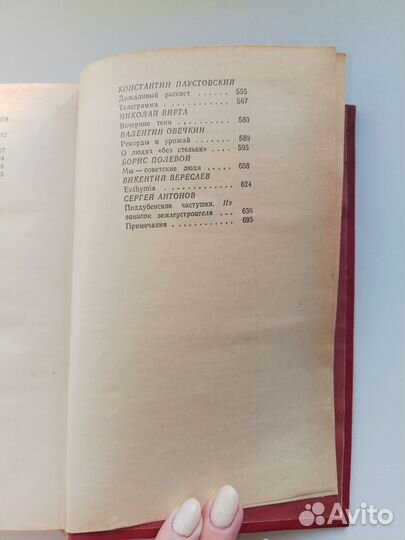 КОНСТАНТИН ПАУСТОВСКИЙ
Дождливый рассвет . . . . . . 555
Телеграмма . . . . . . . . 567
НИКОЛАЙ ВИРТА
Вечерние тени . . . . . . . 580
ВАЛЕНТИН ОВЕЧКИН
Рекорды и урожай . . . . . . 589
О людях «без стельки» . . . . . 595
БОРИС ПОЛЕВОЙ
Мы — советские люди . . . . . 608
ВИКЕНТИЙ ВЕРЕСАЕВ
Euthymia . . . . . . . . . 624
СЕРГЕЙ АНТОНОВ
Поддубенские частушки. Из
записок землеустроителя . . . 636
Примечания . . . . . . . . 695
Avito